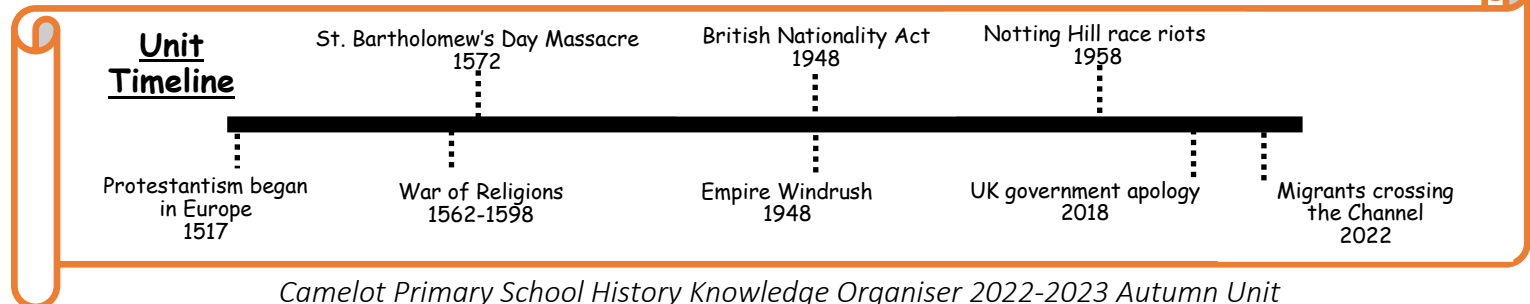 Unit
Timeline
St. Bartholomew's Day Massacre
1572
British Nationality Act
1948
Notting Hill race riots
1958
Protestantism began
in Europe
1517
War of Religions
1562-1598
Empire Windrush
1948
UK government apology
2018
Migrants crossing
the Channel
2022
Camelot Primary School History Knowledge Organiser 2022-2023 Autumn Unit